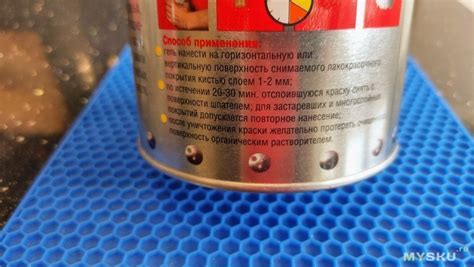 Способ применения:
гель нанести на горизонтальную или
вертикальную поверхность снимаемого лакокрасочного
покрытия кистью слоем 1-2 мм;
по истечении 20-30 мин. отслоившуюся краску снять с
поверхности шпателем; для застаревших и многослойных
покрытий допускается повторное нанесение;
после уничтожения краски желательно протереть очищенную
поверхность органическим растворителем.
MYSKU.ru